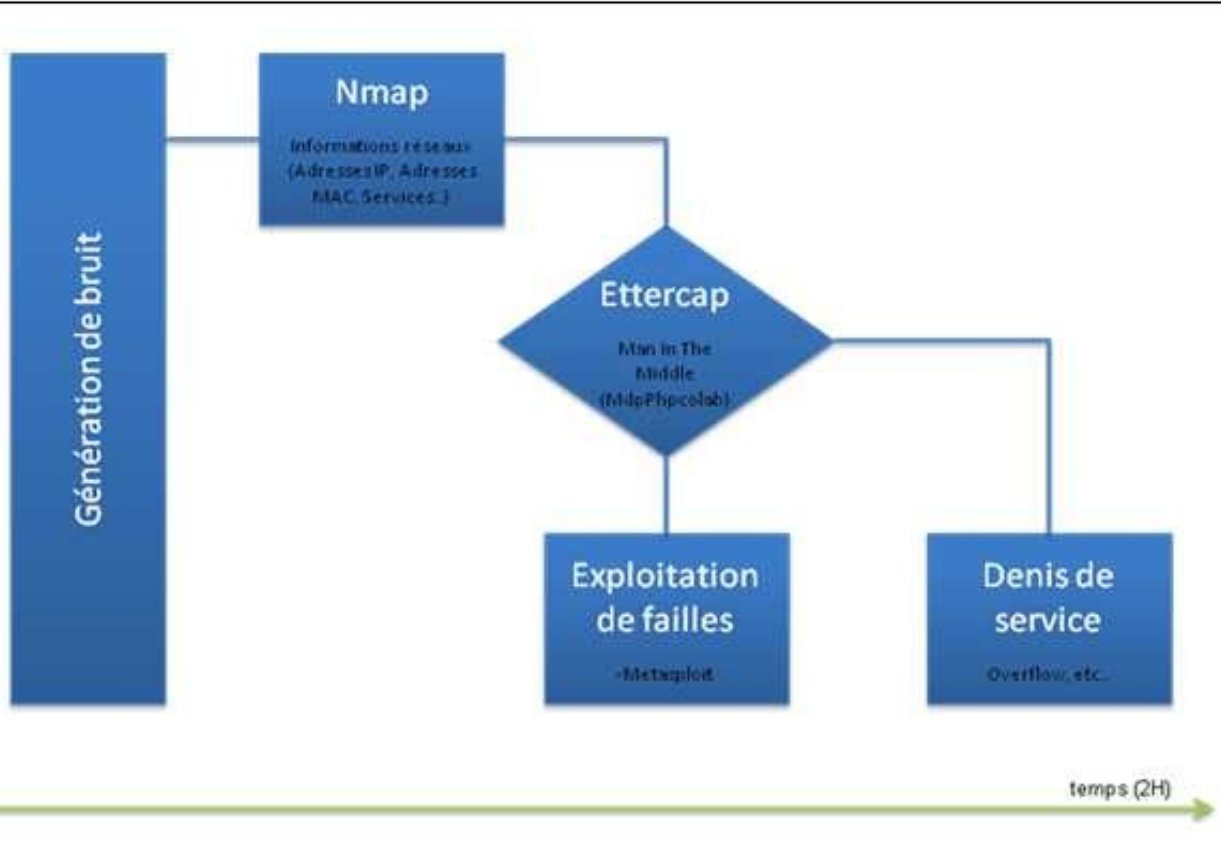 Génération de bruit
Nmap
Informations réseaux
(Adresses IP, Adresses
MAC, Services..)
Ettercap
Man In The
Middle
(MdpPhpcolab)
Exploitation
de failles
-Metasploit
Denis de
service
Overflow, etc..
temps (2H)